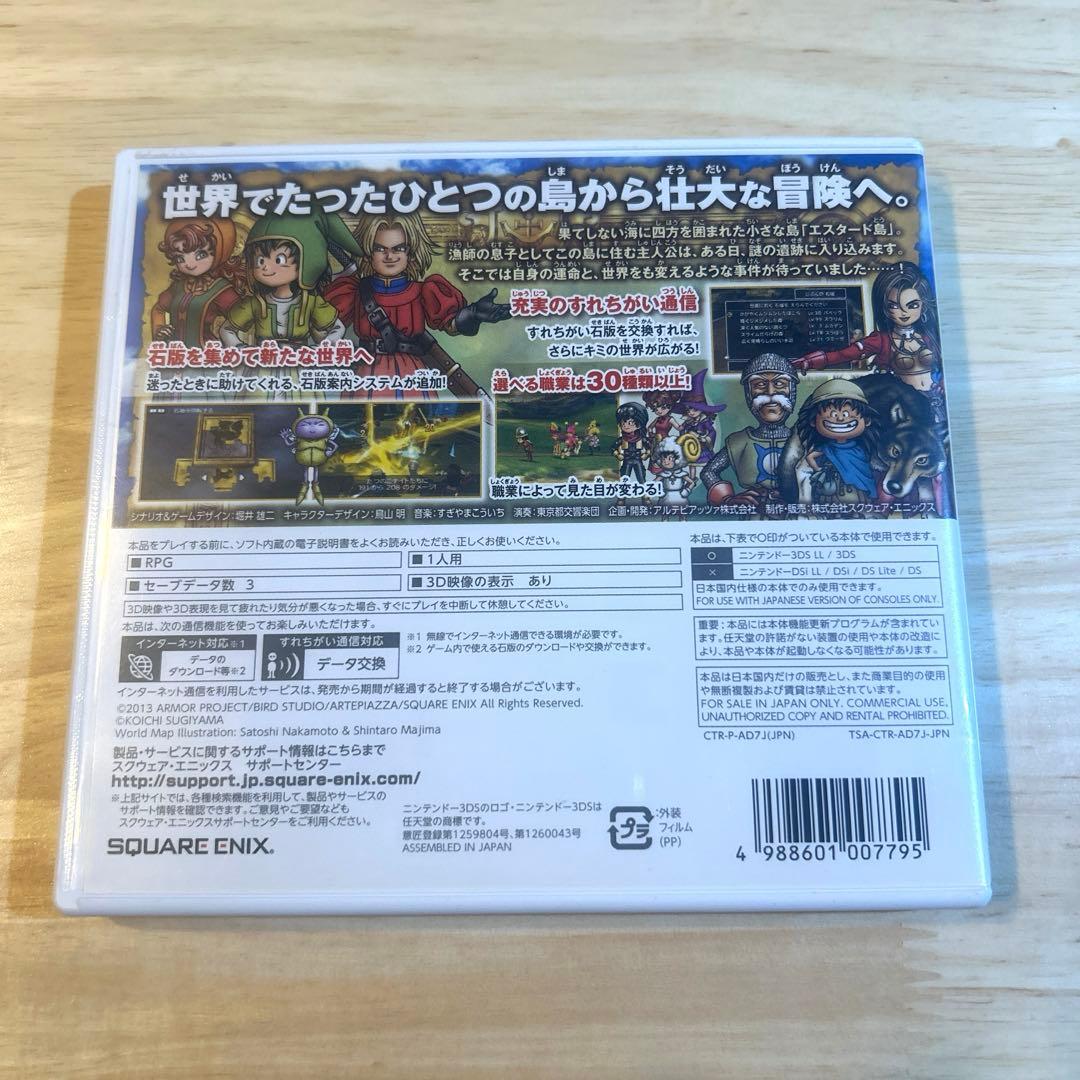 世界でたったひとつの島から壮大な冒険へ。
果てしない海に四方を囲まれた小さな島「エスタード島」。
漁師の息子としてこの島に住む主人公は、ある日、謎の遺跡に入り込みます。
そこでは自身の運命と、世界をも変えるような事件が待っていました……！
充実のすれちがい通信
すれちがい石版を交換すれば、
さらにキミの世界が広がる!
石版を集めて新たな世界へ
迷ったときに助けてくれる、石版案内システムが追加!
選べる職業は30種類以上!
たつのこナイトたちに
191から 208 のダメージ!
職業によって見た目が変わる!
シナリオ&ゲームデザイン:堀井 雄二 キャラクターデザイン:鳥山 明 音楽:すぎやまこういち 演奏:東京都交響楽団 企画・開発:アルテピアッツァ株式会社 制作・販売:株式会社スクウェア・エニックス
本品をプレイする前に、ソフト内蔵の電子説明書をよくお読みいただき、正しくお使いください。
■RPG
■1人用
■セーブデータ数 3
■3D映像の表示 あり
3D映像や3D表現を見て疲れたり気分が悪くなった場合、すぐにプレイを中断して休憩してください。
本品は、次の通信機能を使ってお楽しみいただけます。
インターネット対応※1
データの
ダウンロード等※2
すれちがい通信対応
データ交換
※1 無線でインターネット通信できる環境が必要です。
※2 ゲーム内で使える石版のダウンロードや交換ができます。
インターネット通信を利用したサービスは、発売から期間が経過すると終了する場合がございます。
©2013 ARMOR PROJECT/BIRD STUDIO/ARTEPIAZZA/SQUARE ENIX All Rights Reserved.
©KOICHI SUGIYAMA
World Map Illustration: Satoshi Nakamoto & Shintaro Majima
製品・サービスに関するサポート情報はこちらまで
スクウェア・エニックス サポートセンター
http://support.jp.square-enix.com/
※上記サイトでは、各種検索機能を利用して、製品やサービスの
サポート情報を確認できます。ご意見やご要望なども
スクウェア・エニックスサポートセンターをご利用ください。
SQUARE ENIX.
ニンテンドー3DSのロゴ・ニンテンドー3DSは
任天堂の商標です。
意匠登録第1259804号、第1260043号
ASSEMBLED IN JAPAN
プラ
:外装
フィルム
(PP)
本品は、下表で○印がついている本体で使用できます。
○ ニンテンドー3DS LL / 3DS
× ニンテンドーDSi LL / DSi / DS Lite / DS
日本国内仕様の本体でのみ使用できます。
FOR USE WITH JAPANESE VERSION OF CONSOLES ONLY.
重要:本品には本体機能更新プログラムが含まれてい
ます。任天堂の許諾がない装置の使用や本体の改造によ
り、本品や本体が起動しなくなる可能性があります。
本品は日本国内だけの販売とし、また商業目的の使用
や無断複製および賃貸は禁止されています。
FOR SALE IN JAPAN ONLY. COMMERCIAL USE,
UNAUTHORIZED COPY AND RENTAL PROHIBITED.
CTR-P-AD7J(JPN)
TSA-CTR-AD7J-JPN
4 988601 007795